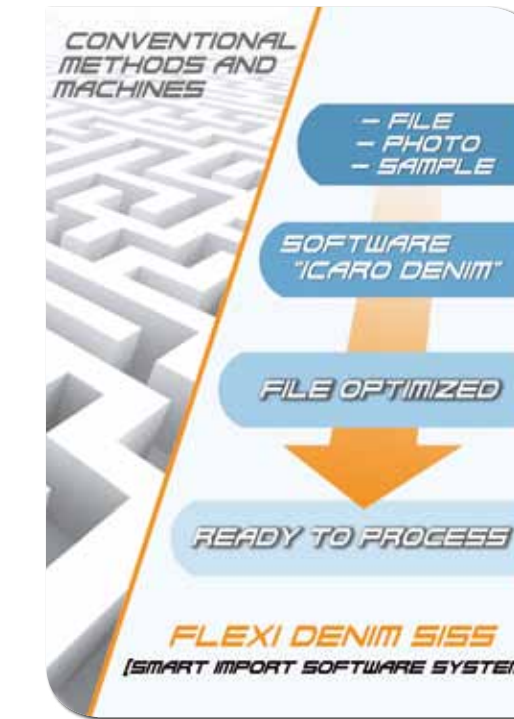 CONVENTIONAL
METHODS AND
MACHINES
– FILE
– PHOTO
– SAMPLE
SOFTWARE
"ICARO DENIM"
FILE OPTIMIZED
READY TO PROCESS
FLEXI DENIM SISS
[SMART IMPORT SOFTWARE SYSTEM